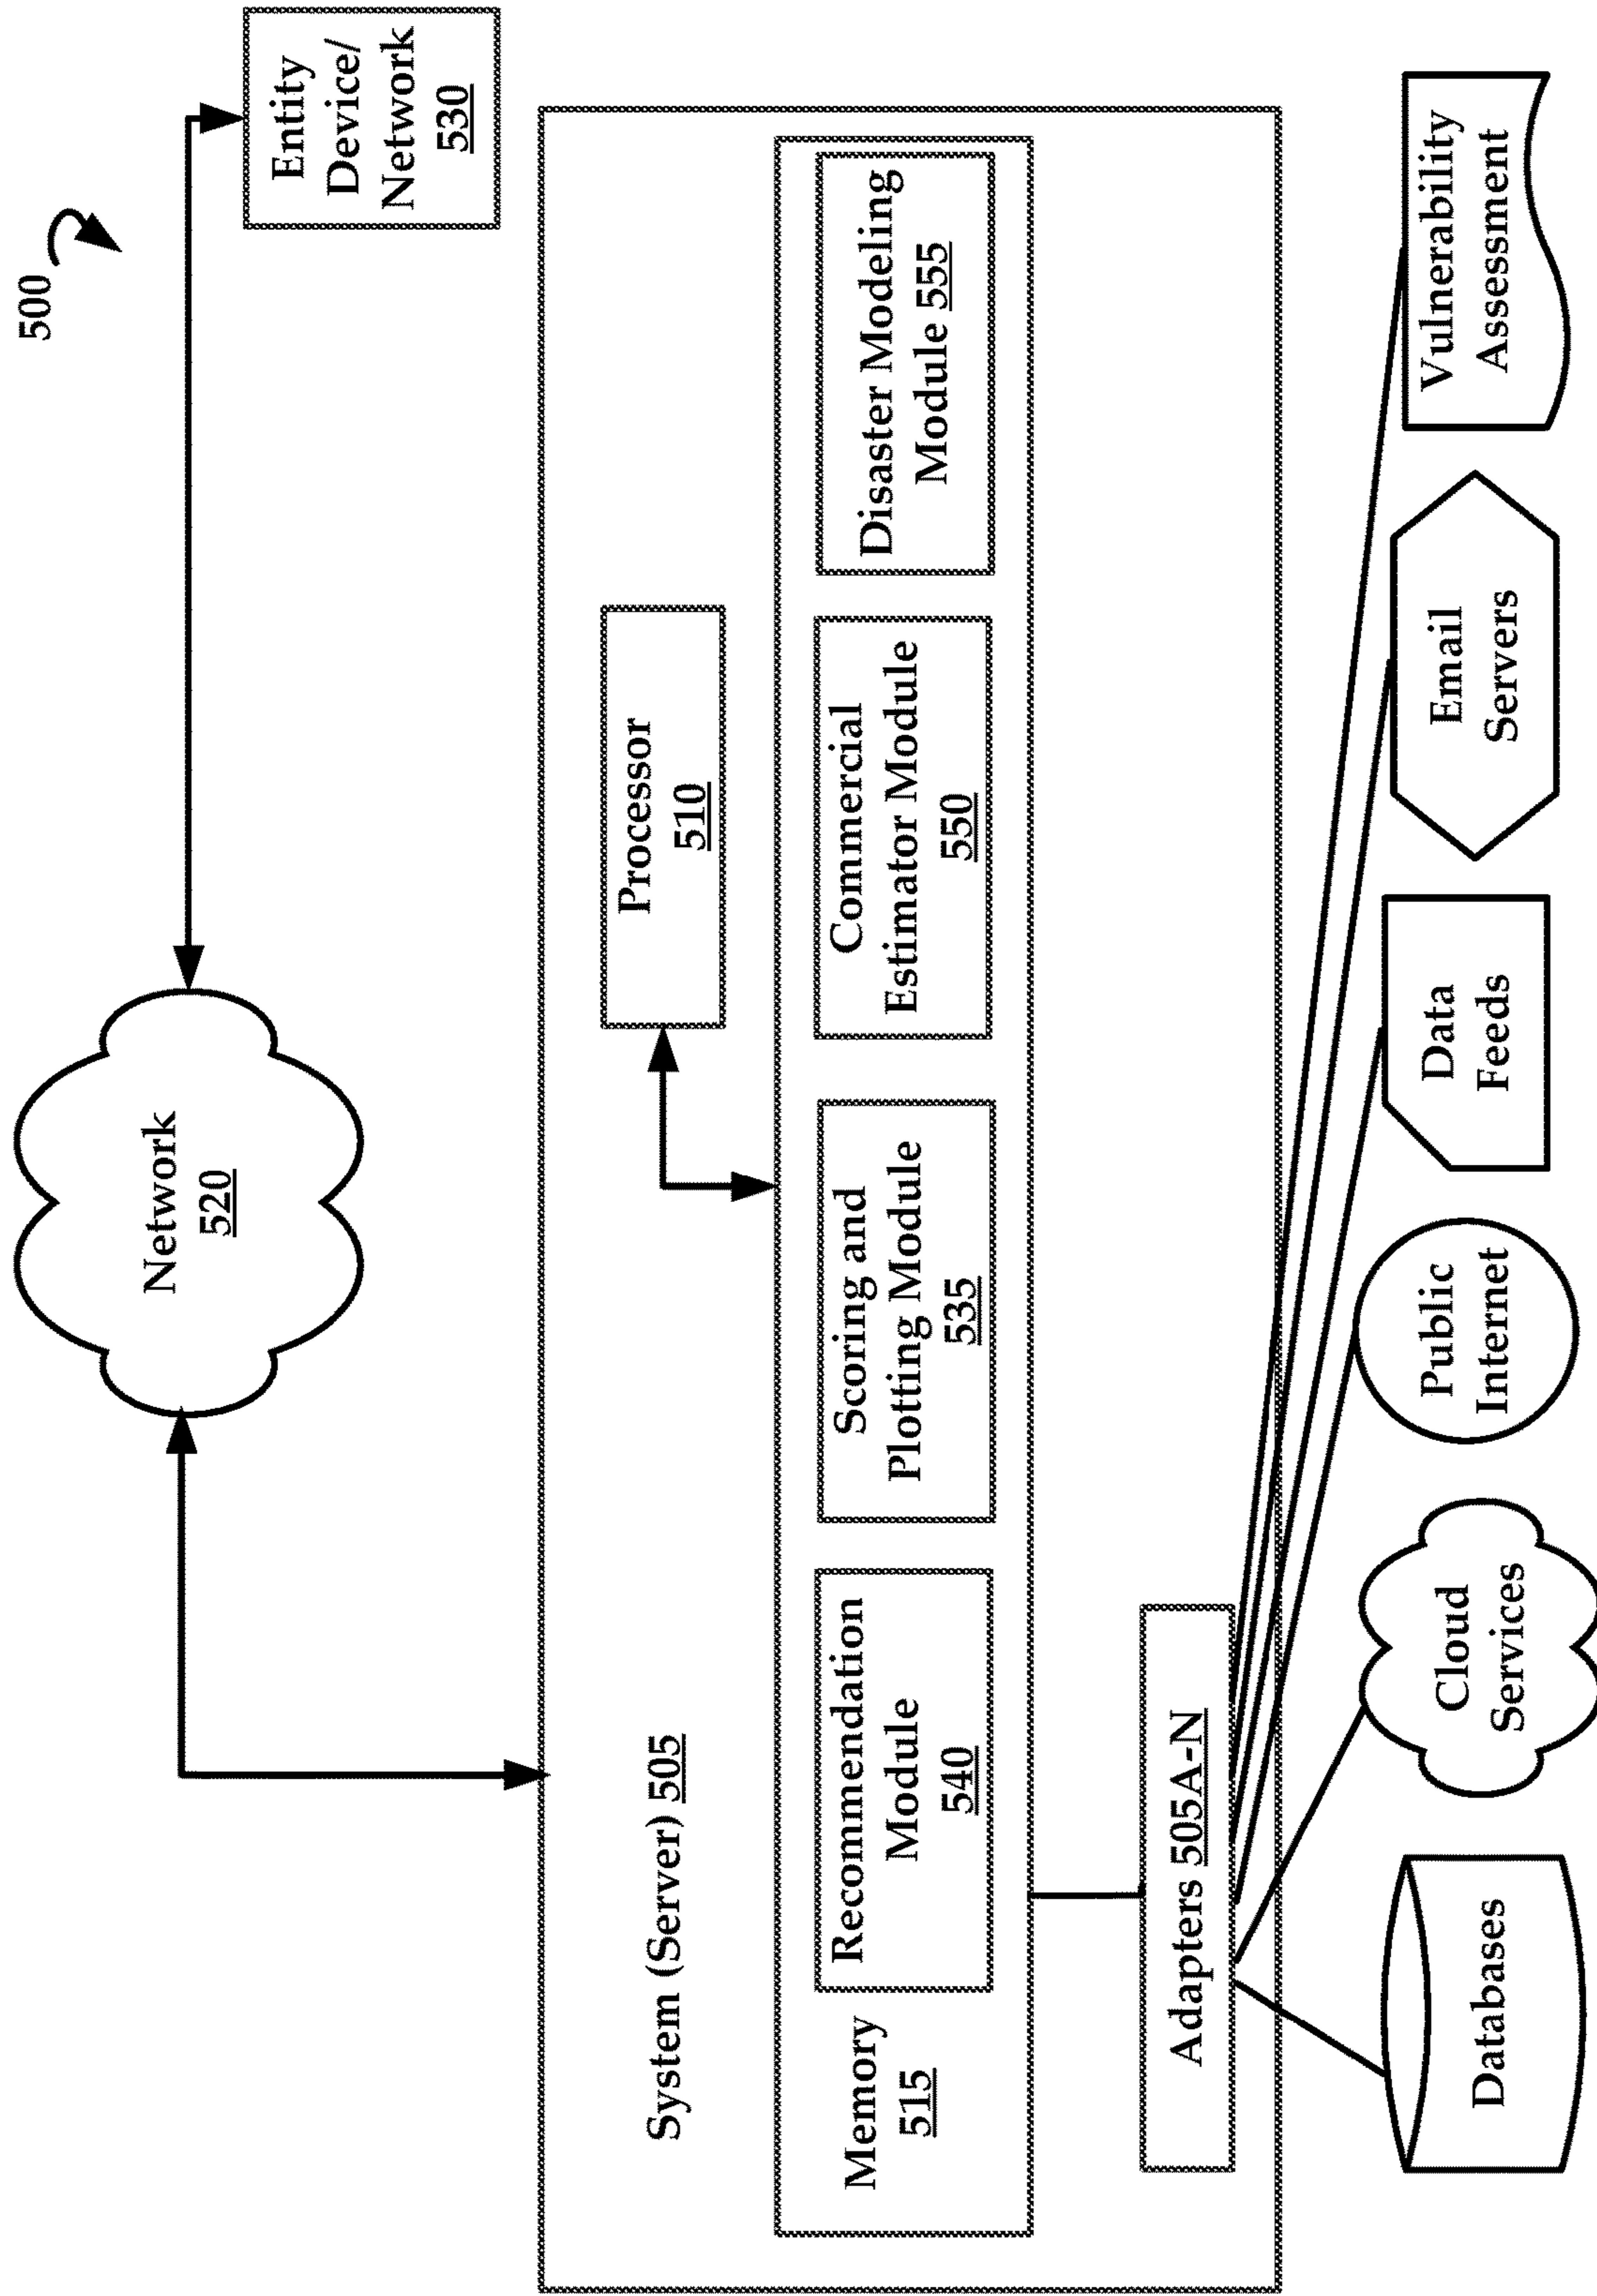 500
Network
520
Entity
Device/
Network
530
System (Server) 505
Processor
510
Memory
515
Recommendation
Module
540
Scoring and
Plotting Module
535
Commercial
Estimator Module
550
Disaster Modeling
Module 555
Adapters 505A-N
Databases
Cloud
Services
Public
Internet
Data
Feeds
Email
Servers
Vulnerability
Assessment